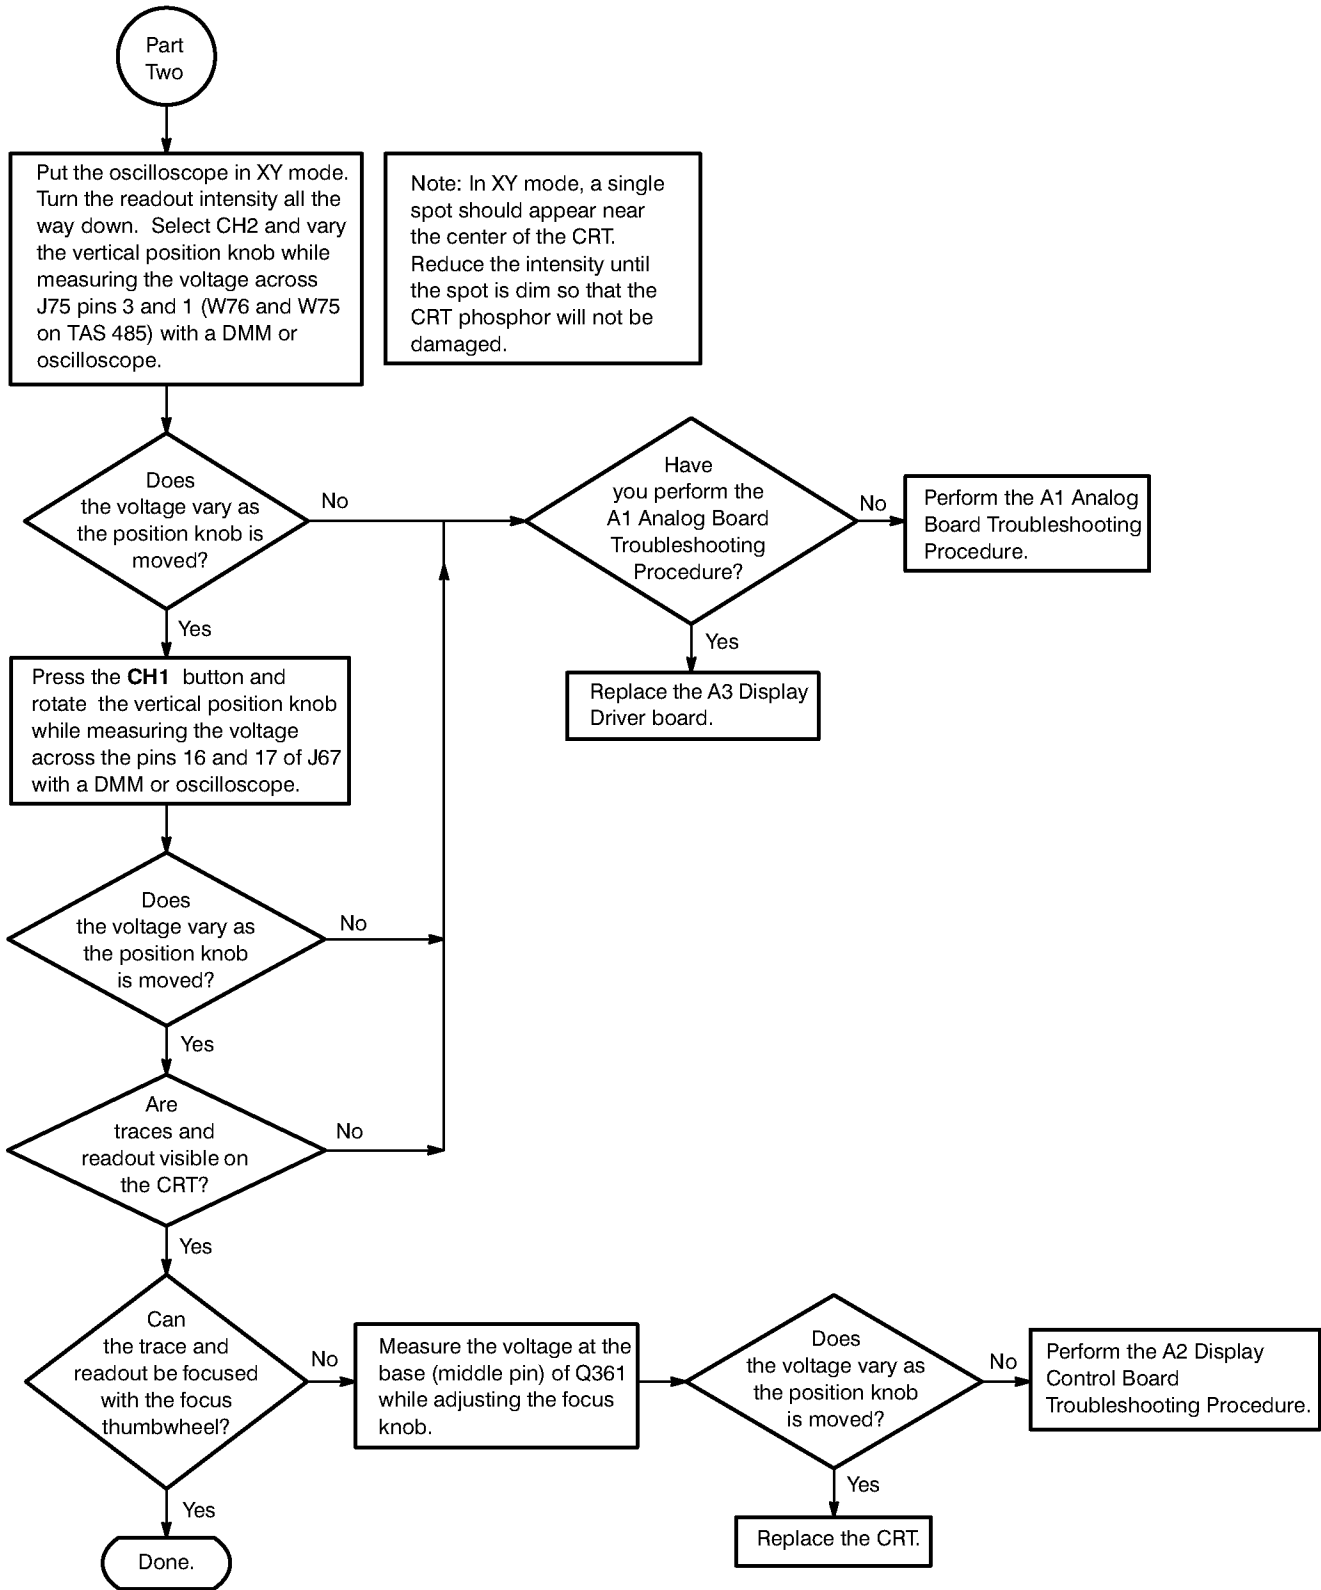 Part
Two
Put the oscilloscope in XY mode.
Turn the readout intensity all the
way down.  Select CH2 and vary
the vertical position knob while
measuring the voltage across
J75 pins 3 and 1 (W76 and W75
on TAS 485) with a DMM or
oscilloscope.
Note: In XY mode, a single
spot should appear near
the center of the CRT.
Reduce the intensity until
the spot is dim so that the
CRT phosphor will not be
damaged.
Does
the voltage vary as
the position knob is
moved?
No
Have
you perform the
A1 Analog Board
Troubleshooting
Procedure?
No
Perform the A1 Analog
Board Troubleshooting
Procedure.
Yes
Yes
Press the CH1  button and
rotate  the vertical position knob
while measuring the voltage
across the pins 16 and 17 of J67
with a DMM or oscilloscope.
Replace the A3 Display
Driver board.
Does
the voltage vary as
the position knob
is moved?
No
Yes
Are
traces and
readout visible on
the CRT?
No
Yes
Can
the trace and
readout be focused
with the focus
thumbwheel?
No
Measure the voltage at the
base (middle pin) of Q361
while adjusting the focus
knob.
Does
the voltage vary as
the position knob
is moved?
No
Perform the A2 Display
Control Board
Troubleshooting Procedure.
Yes
Yes
Replace the CRT.
Done.